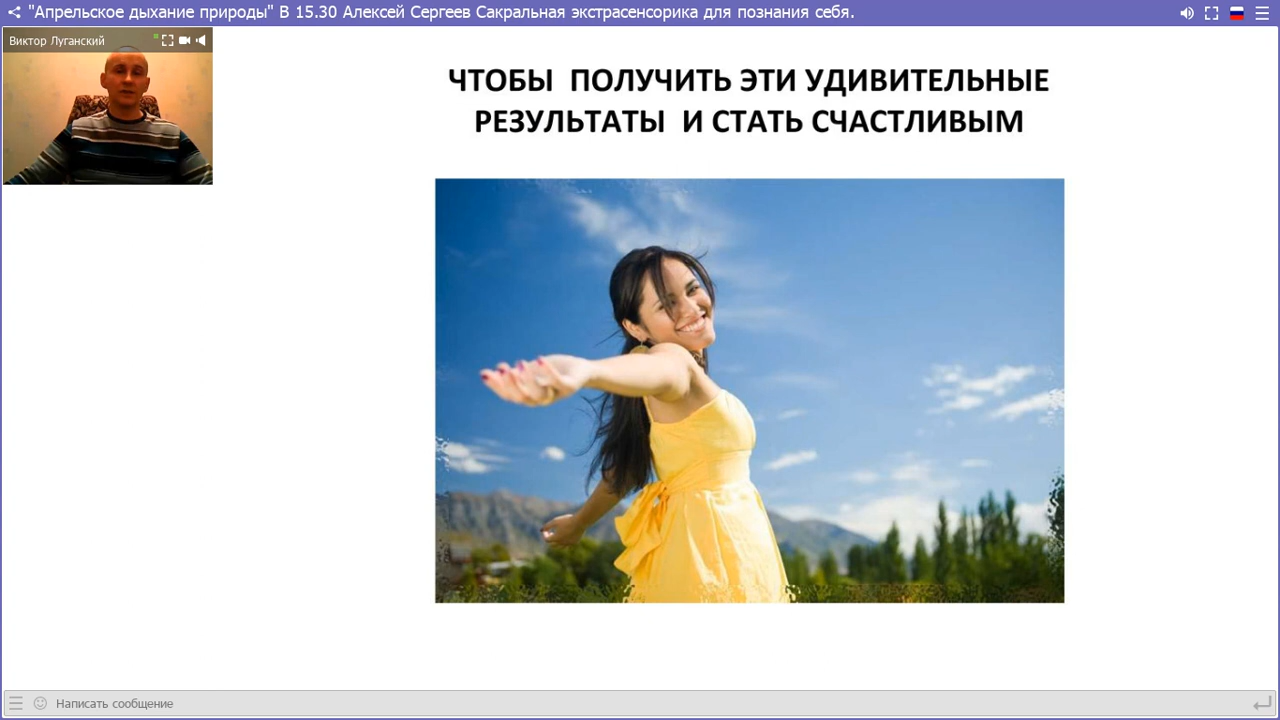 "Апрельское дыхание природы" В 15.30 Алексей Сергеев Сакральная экстрасенсорика для познания себя.
Виктор Луганский
ЧТОБЫ ПОЛУЧИТЬ ЭТИ УДИВИТЕЛЬНЫЕ
РЕЗУЛЬТАТЫ И СТАТЬ СЧАСТЛИВЫМ
Написать сообщение